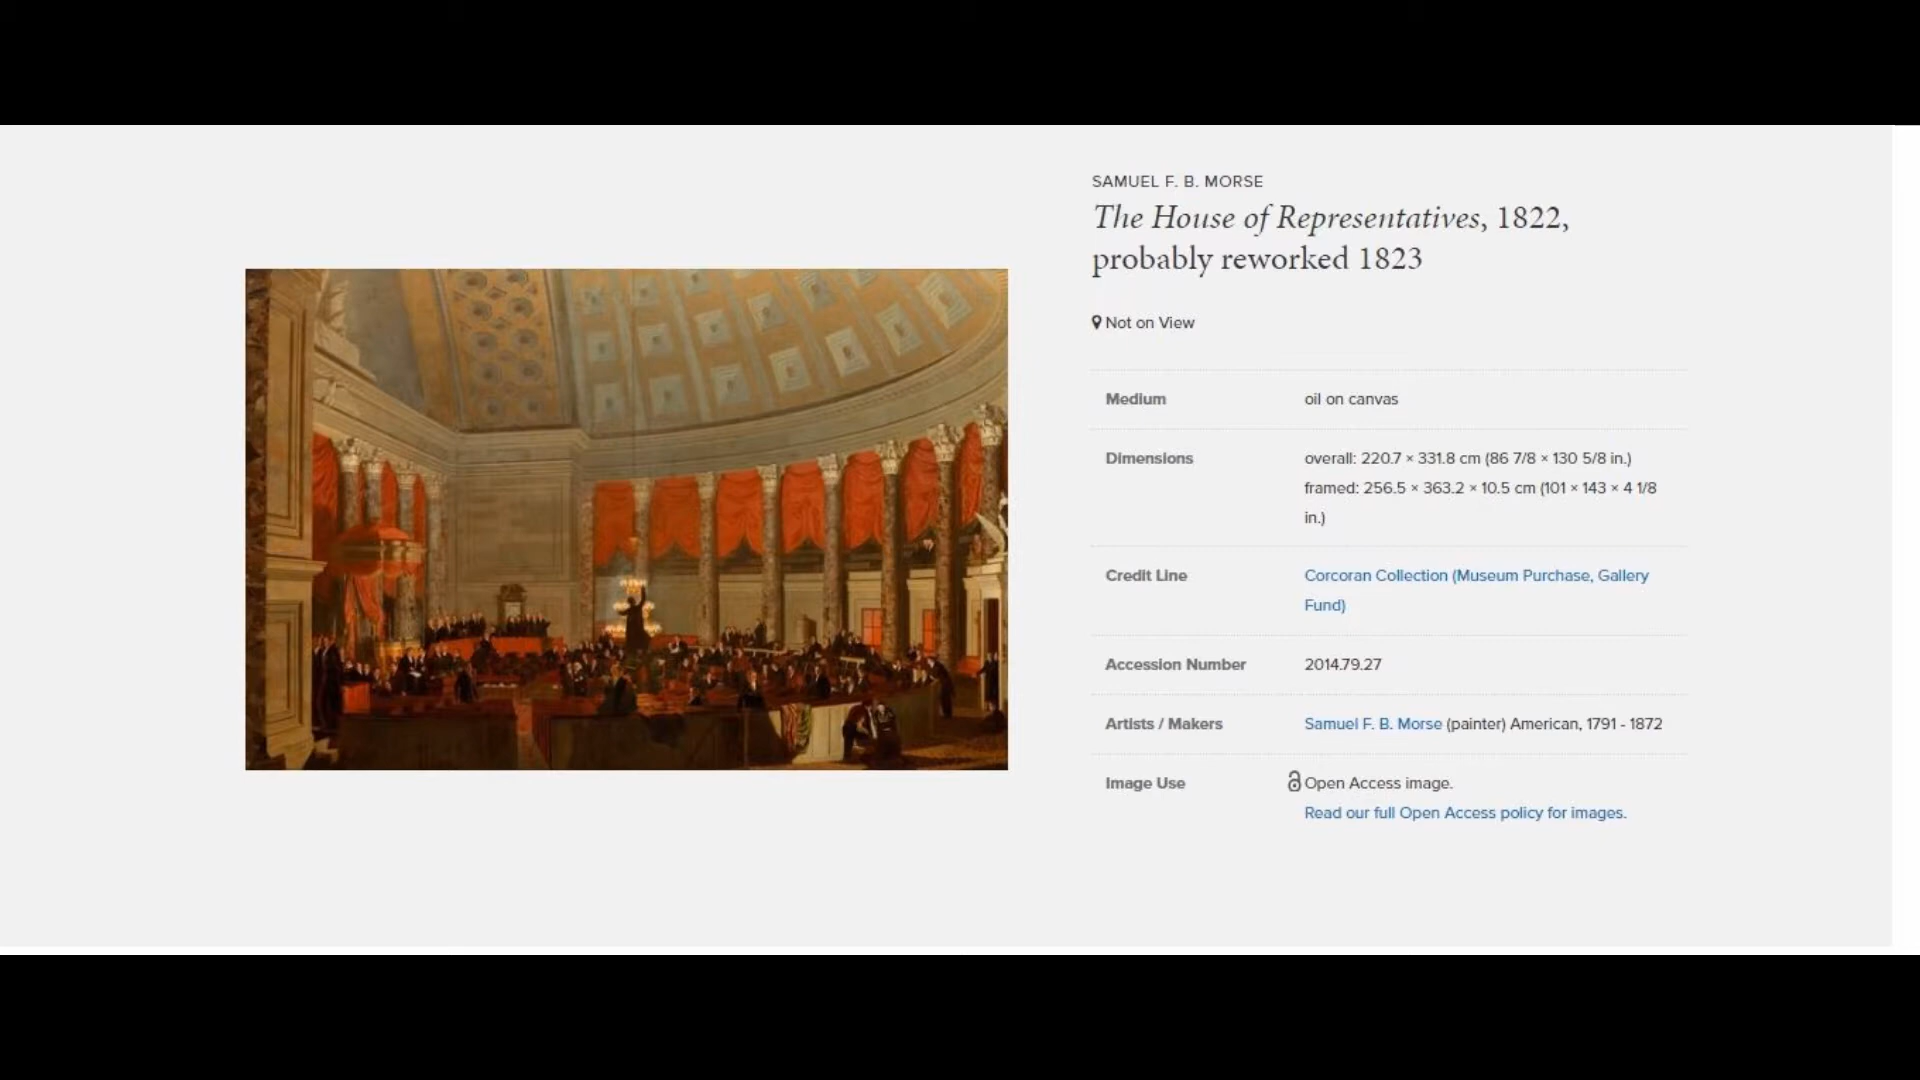 SAMUEL F. B. MORSE
The House of Representatives, 1822,
probably reworked 1823
Not on View
Medium oil on canvas
Dimensions overall: 220.7 × 331.8 cm (86 7/8 × 130 5/8 in.)
framed: 256.5 × 363.2 × 10.5 cm (101 × 143 × 4 1/8
in.)
Credit Line Corcoran Collection (Museum Purchase, Gallery
Fund)
Accession Number 2014.79.27
Artists / Makers Samuel F. B. Morse (painter) American, 1791 - 1872
Image Use Open Access image.
Read our full Open Access policy for images.